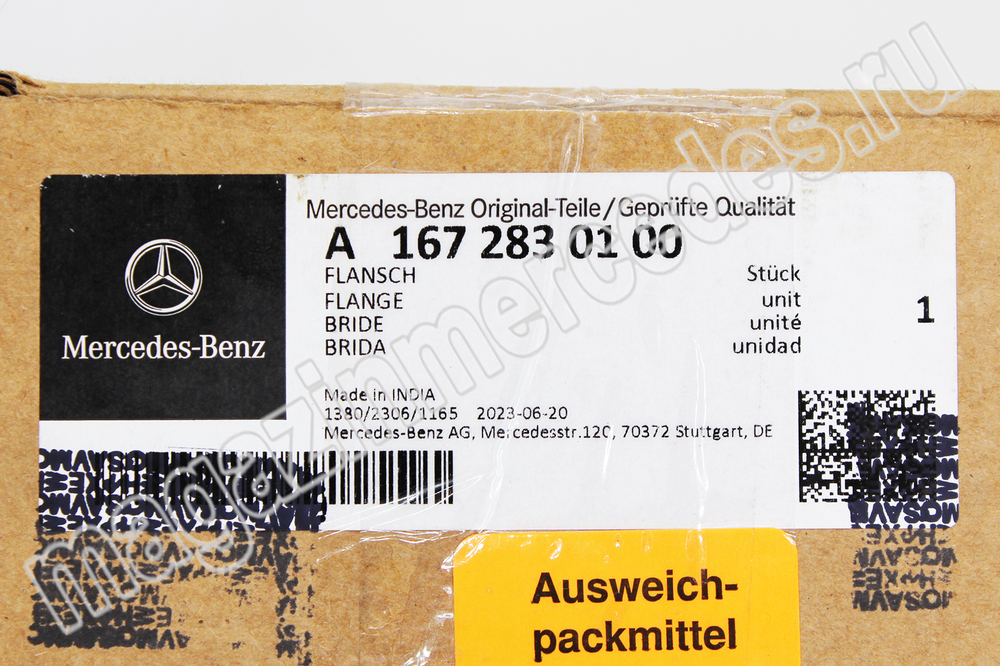 magazinmercedes.ru
Mercedes-Benz Original-Teile/Geprüfte Qualität
A 167 283 01 00
FLANSCH Stück
FLANGE unit
BRIDE unité
BRIDA unidad
1
Mercedes-Benz
Made in INDIA
1380/2306/1165 2023-06-20
Mercedes-Benz AG, Mercedesstr.120, 70372 Stuttgart, DE
Ausweich-
packmittel